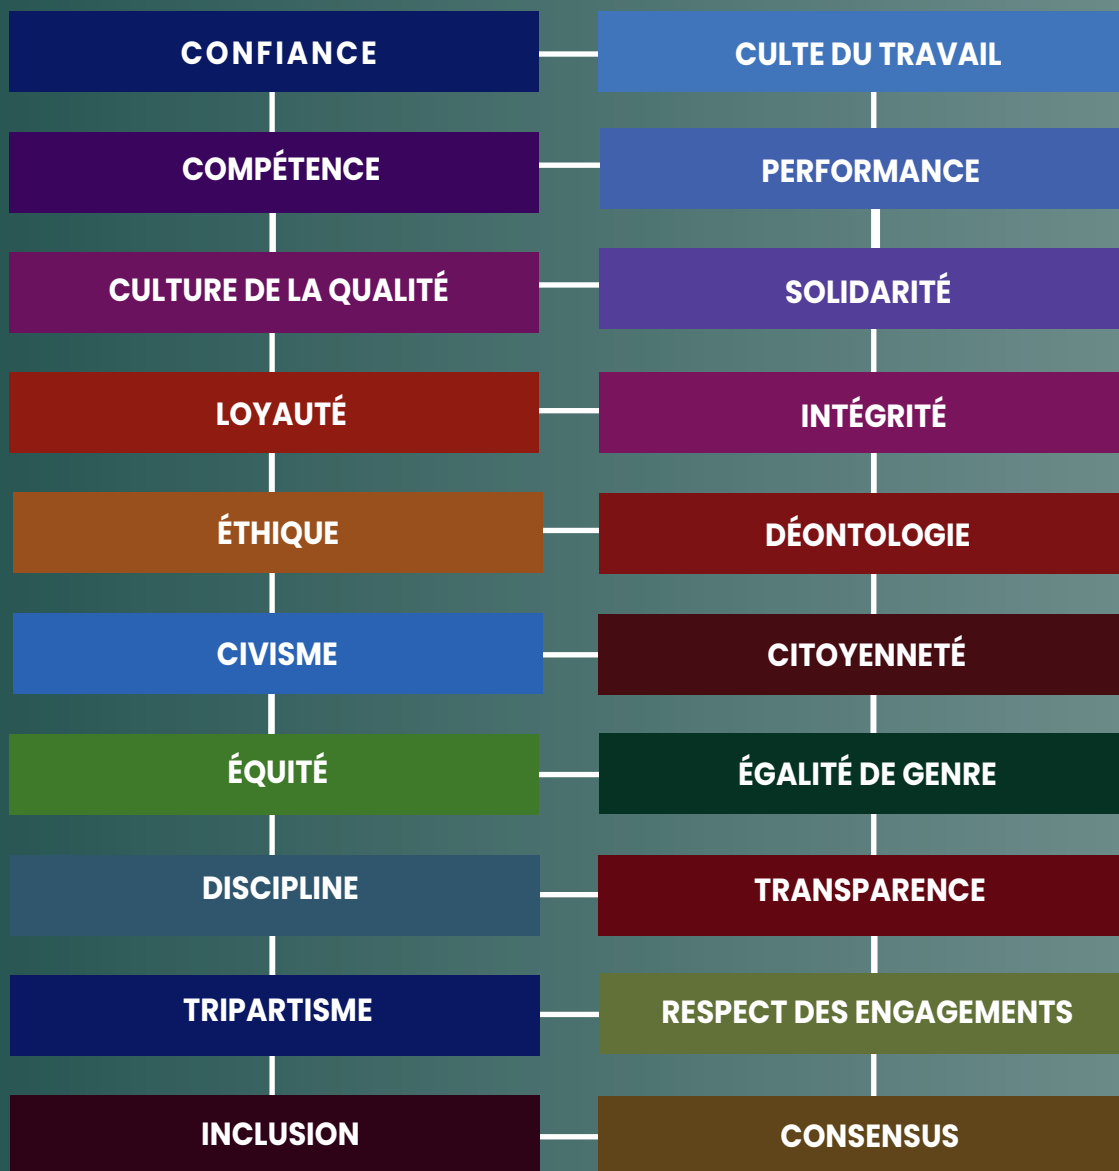 CONFIANCE
CULTE DU TRAVAIL
COMPÉTENCE
PERFORMANCE
CULTURE DE LA QUALITÉ
SOLIDARITÉ
LOYAUTÉ
INTÉGRITÉ
ÉTHIQUE
DÉONTOLOGIE
CIVISME
CITOYENNETÉ
ÉQUITÉ
ÉGALITÉ DE GENRE
DISCIPLINE
TRANSPARENCE
TRIPARTISME
RESPECT DES ENGAGEMENTS
INCLUSION
CONSENSUS